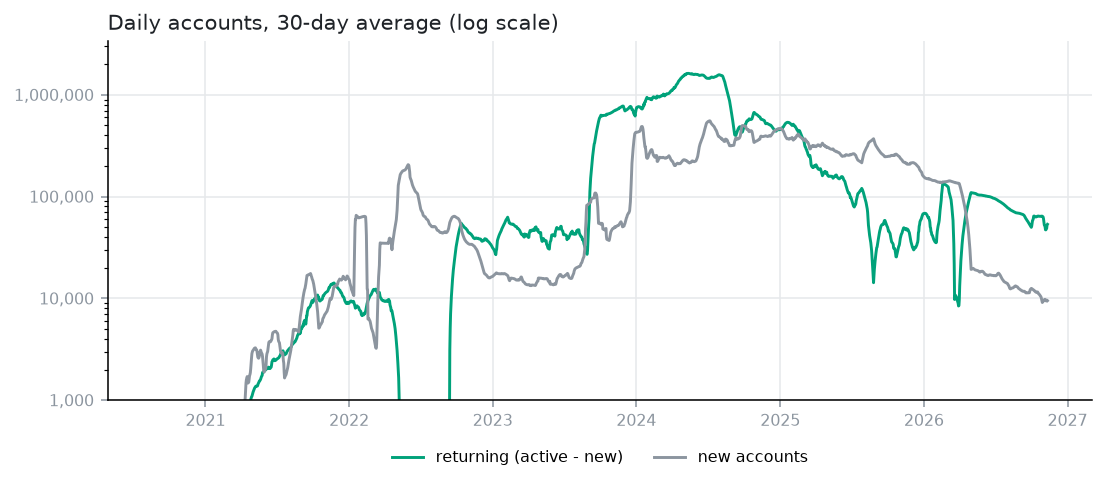 Daily accounts, 30-day average (log scale)
1,000,000
100,000
10,000
1,000
2021 2022 2023 2024 2025 2026 2027
returning (active - new) new accounts